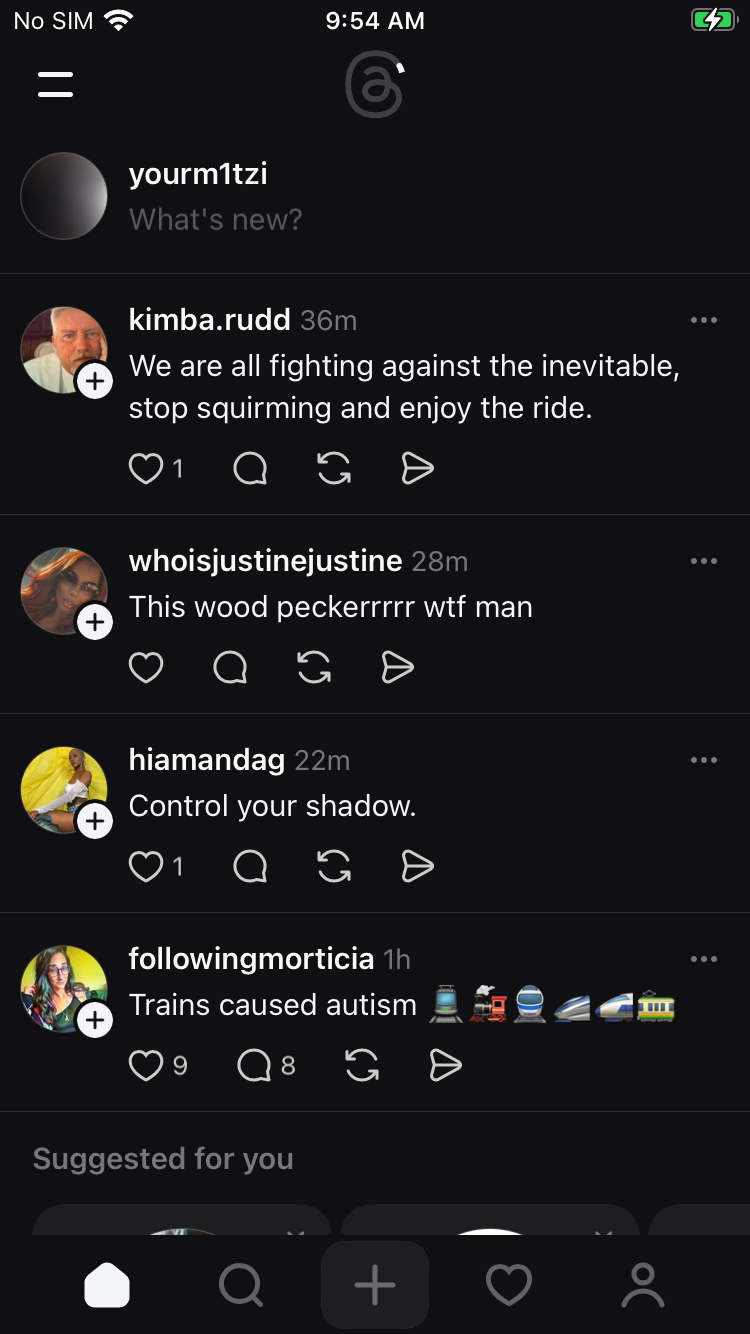 No SIM 9:54 AM
yourm1tzi
What's new?
kimba.rudd 36m
We are all fighting against the inevitable,
stop squirming and enjoy the ride.
1
whoisjustinejustine 28m
This wood peckerrrrr wtf man
hiamandag 22m
Control your shadow.
1
followingmorticia 1h
Trains caused autism 🚆🚂🚊🚄🚅🚃
9 8
Suggested for you